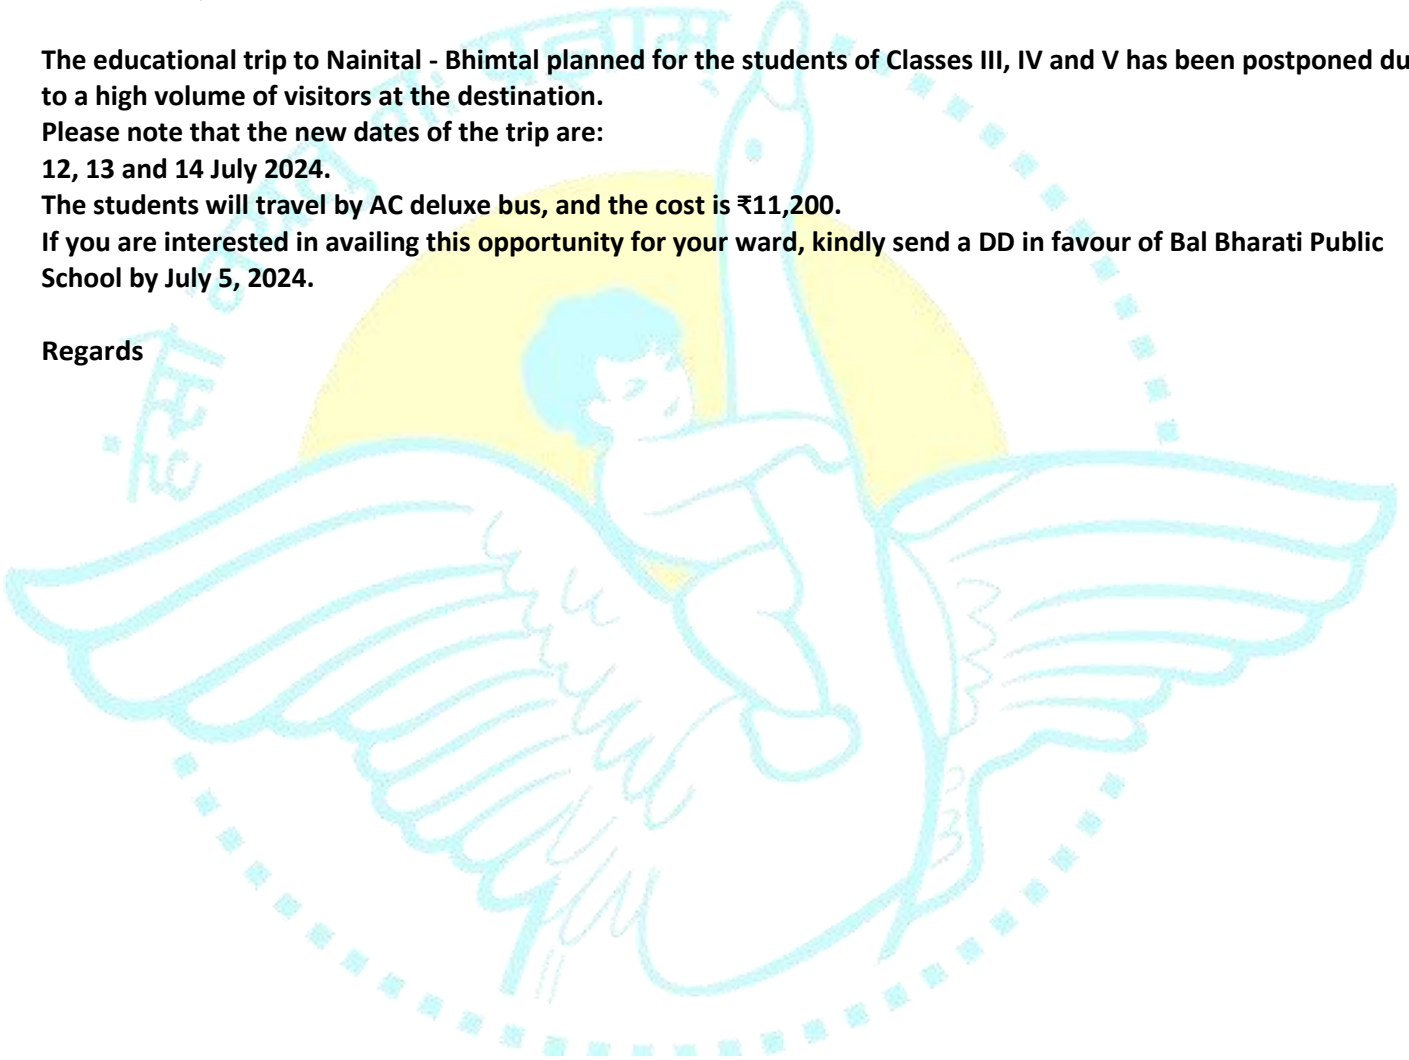 The educational trip to Nainital - Bhimtal planned for the students of Classes III, IV and V has been postponed du
to a high volume of visitors at the destination.
Please note that the new dates of the trip are:
12, 13 and 14 July 2024.
The students will travel by AC deluxe bus, and the cost is ₹11,200.
If you are interested in availing this opportunity for your ward, kindly send a DD in favour of Bal Bharati Public
School by July 5, 2024.
Regards